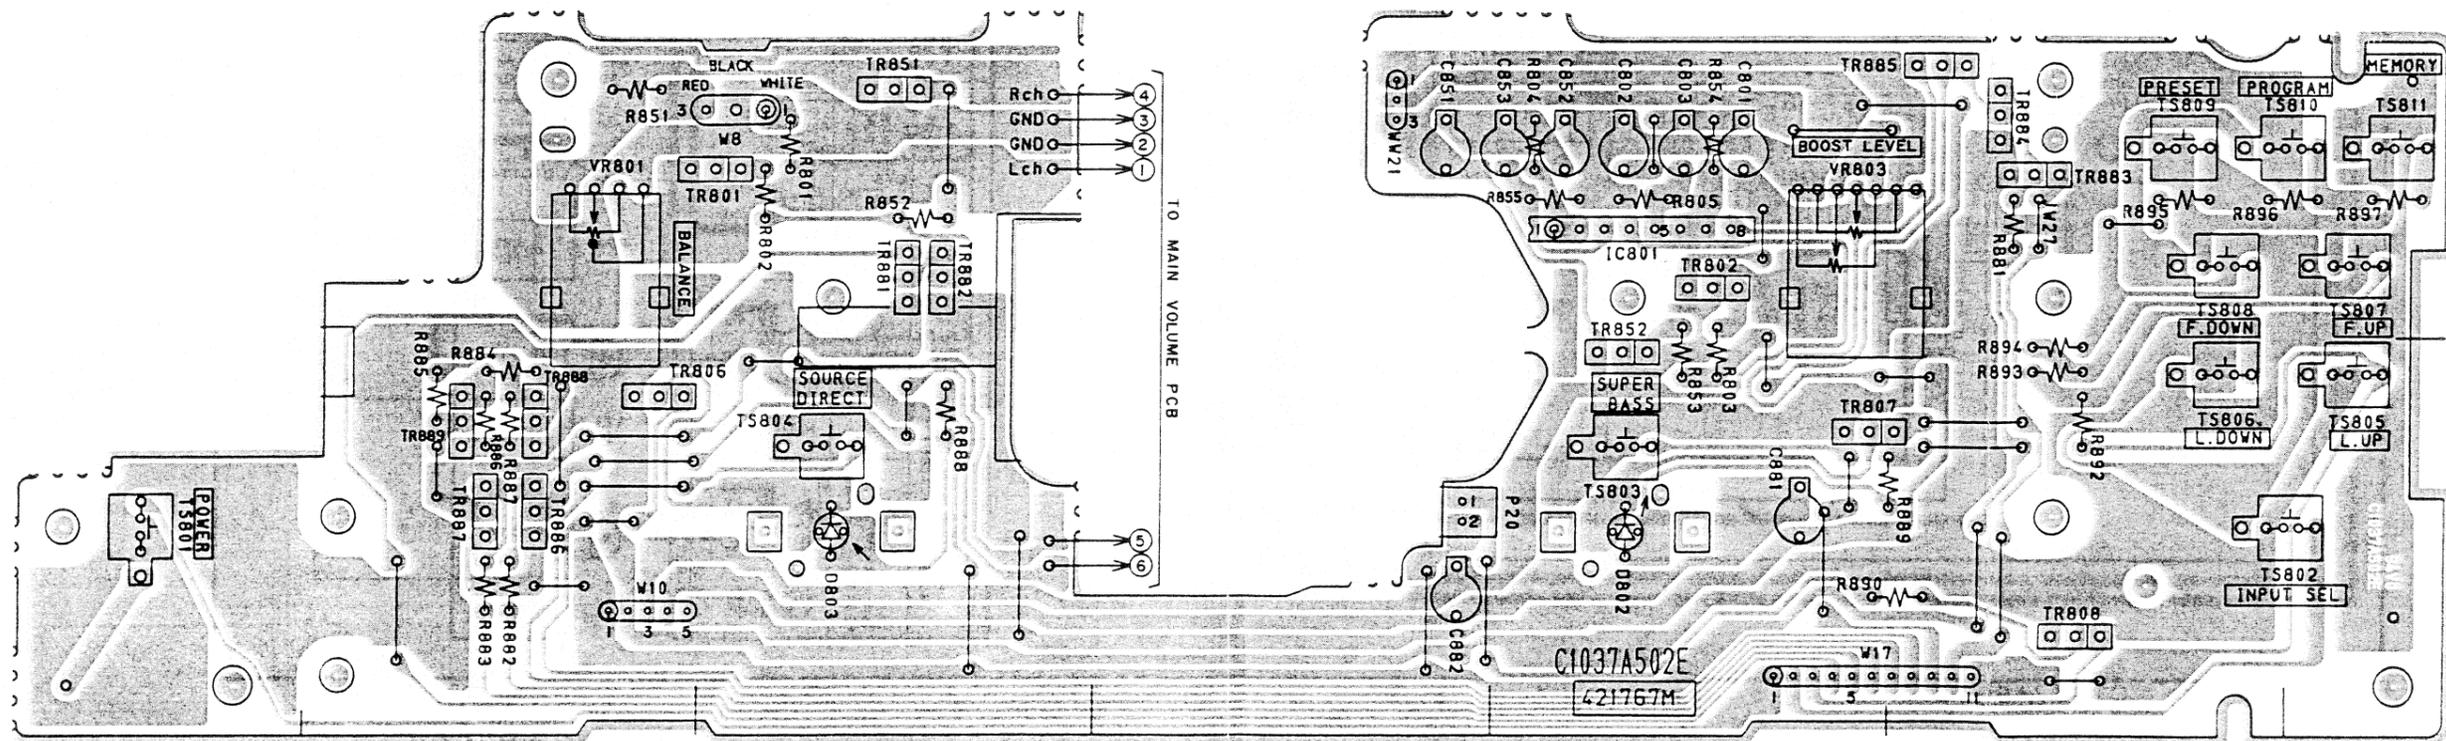 BLACK
RED
WHITE
R851
3
1
W8
TR851
Rch
GND
GND
Lch
4
3
2
1
VR801
TR801
R801
R802
BALANCE
R852
TR881
TR882
TO MAIN VOLUME PCB
R885
R884
TR888
TR806
SOURCE
DIRECT
TS804
TR889
R886
R887
R888
TR887
TR886
POWER
TS801
5
6
W10
1
3
5
D803
R883
R882
1
3
WW21
C851
C853
R804
C852
C802
C803
R854
C801
TR885
BOOST LEVEL
VR803
TR884
TR883
PRESET
TS809
PROGRAM
TS810
MEMORY
TS811
R855
R805
1
5
8
IC801
TR802
R881
W27
R895
R896
R897
TS808
F.DOWN
TS807
F.UP
TR852
SUPER
BASS
R853
R803
R894
R893
TR807
R892
TS806
L.DOWN
TS805
L.UP
TS803
C881
R889
1
2
P20
D802
TS802
INPUT SEL
R890
TR808
C882
C1037A502E
421767M
W17
1
5
11